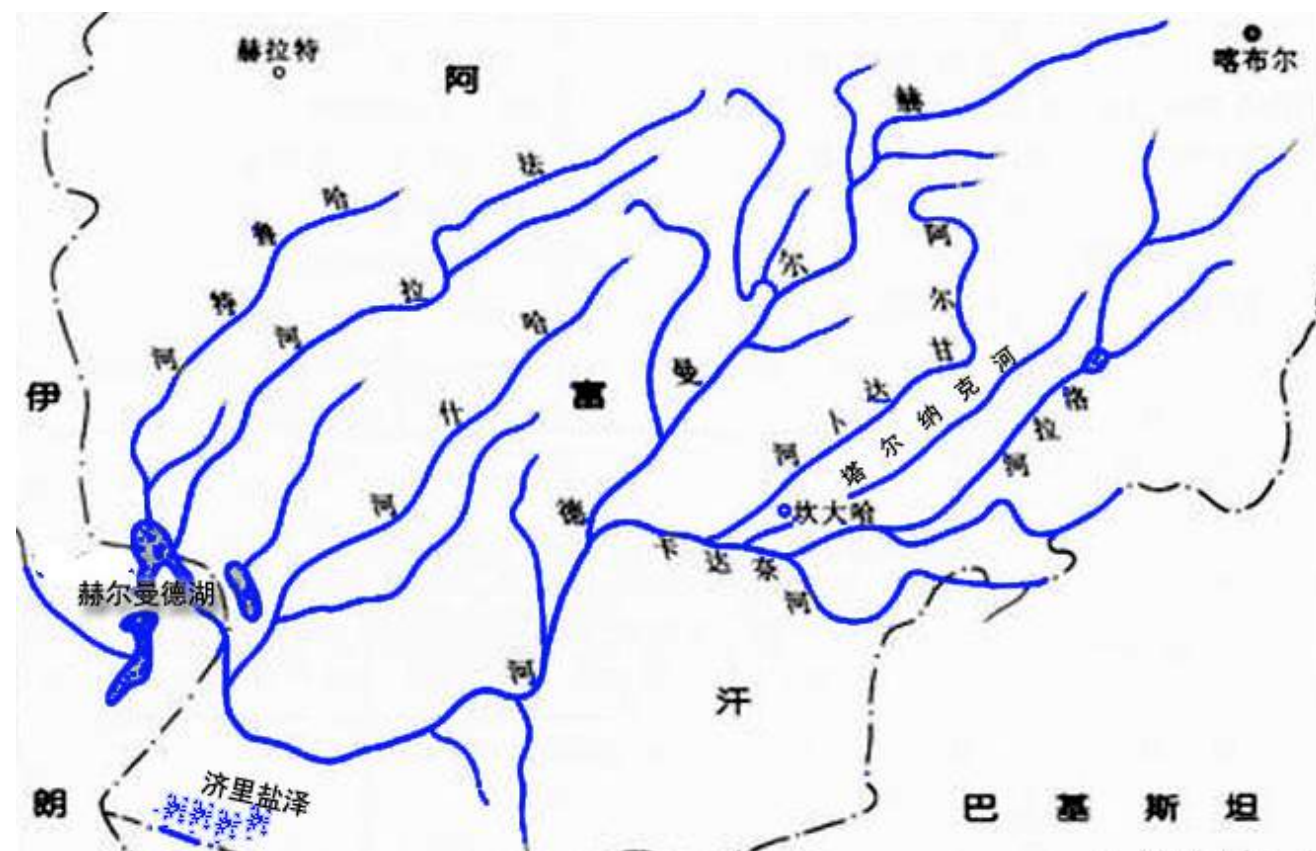 赫拉特
喀布尔
阿富汗
哈鲁特河
法拉河
哈什河
赫尔曼德河
阿尔甘达卜河
塔尔纳克河
洛拉河
坎大哈
卡达奈河
伊朗
赫尔曼德湖
济里盐泽
巴基斯坦